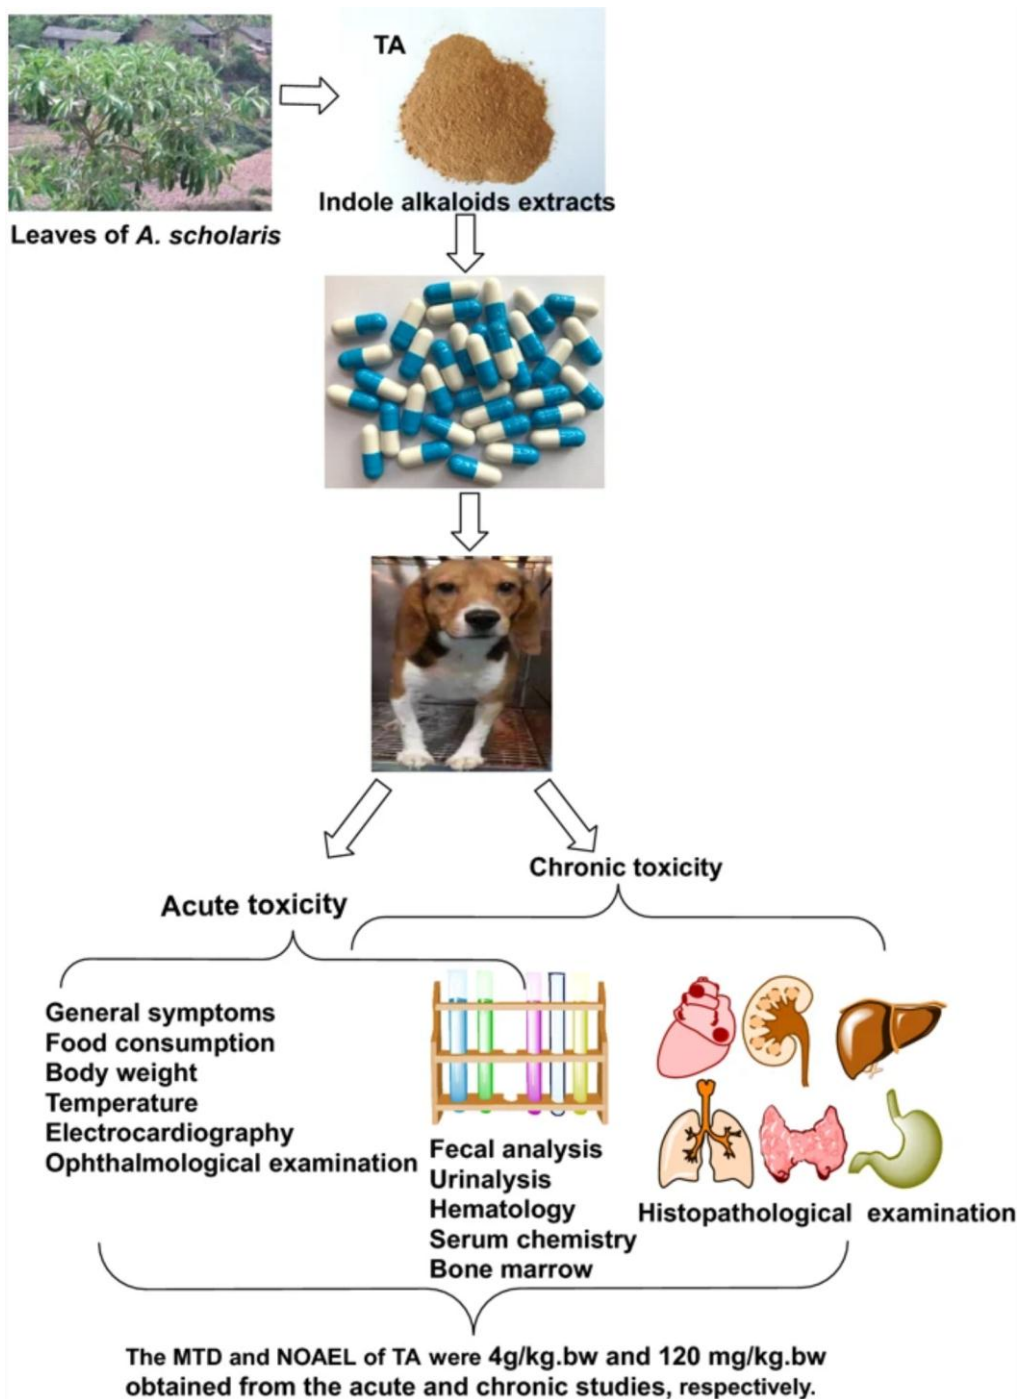 TA
Indole alkaloids extracts
Leaves of A. scholaris
Chronic toxicity
Acute toxicity
General symptoms
Food consumption
Body weight
Temperature
Electrocardiography
Ophthalmological examination
Fecal analysis
Urinalysis
Hematology
Serum chemistry
Bone marrow
Histopathological examination
The MTD and NOAEL of TA were 4g/kg.bw and 120 mg/kg.bw
obtained from the acute and chronic studies, respectively.